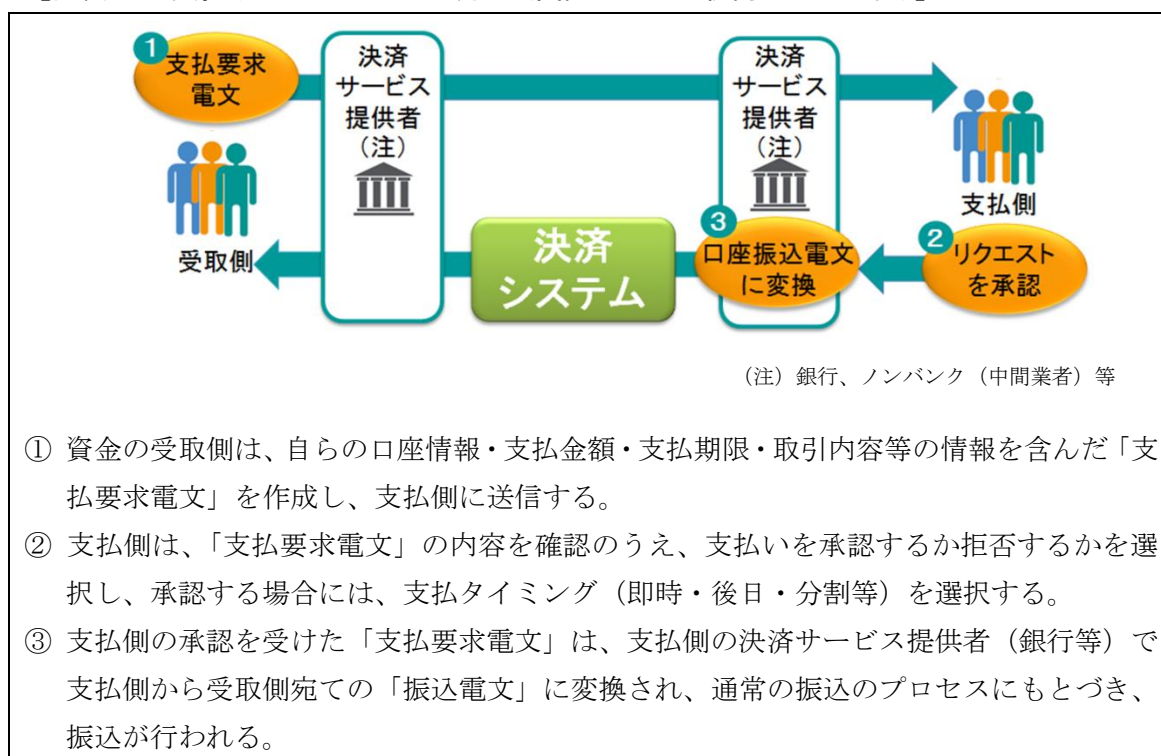 ① 支払要求
電文
決済
サービス
提供者
（注）
決済
サービス
提供者
（注）
支払側
受取側
決済
システム
③ 口座振込電文
に変換
② リクエスト
を承認
（注）銀行、ノンバンク（中間業者）等
① 資金の受取側は、自らの口座情報・支払金額・支払期限・取引内容等の情報を含んだ「支
払要求電文」を作成し、支払側に送信する。
② 支払側は、「支払要求電文」の内容を確認のうえ、支払いを承認するか拒否するかを選
択し、承認する場合には、支払タイミング（即時・後日・分割等）を選択する。
③ 支払側の承認を受けた「支払要求電文」は、支払側の決済サービス提供者（銀行等）で
支払側から受取側宛ての「振込電文」に変換され、通常の振込のプロセスにもとづき、
振込が行われる。